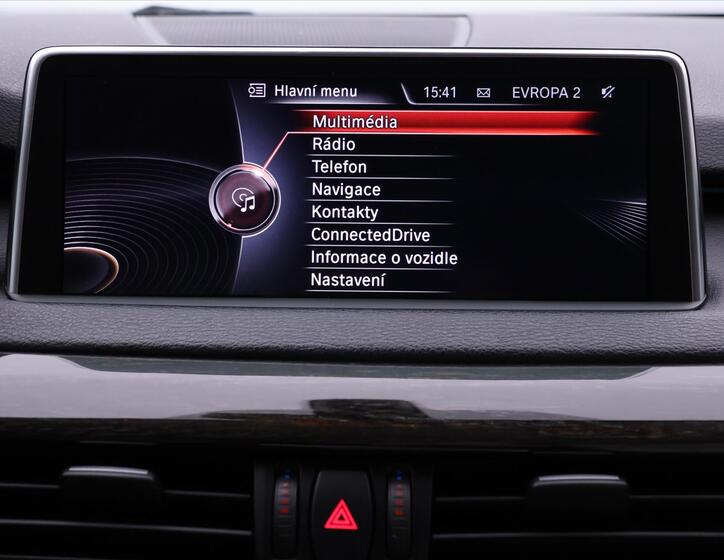 Hlavní menu 15:41 EVROPA 2
Multimédia
Rádio
Telefon
Navigace
Kontakty
ConnectedDrive
Informace o vozidle
Nastavení